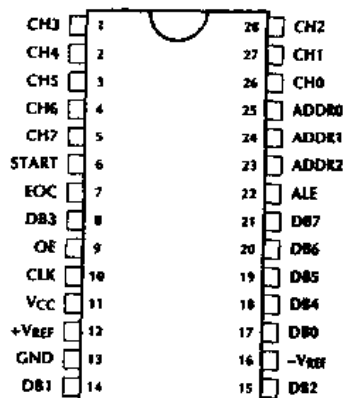 CH3 1 28 CH2
CH4 2 27 CH1
CH5 3 26 CH0
CH6 4 25 ADDR0
CH7 5 24 ADDR1
START 6 23 ADDR2
EOC 7 22 ALE
DB3 8 21 DB7
OE 9 20 DB6
CLK 10 19 DB5
VCC 11 18 DB4
+VREF 12 17 DB0
GND 13 16 -VREF
DB1 14 15 DB2